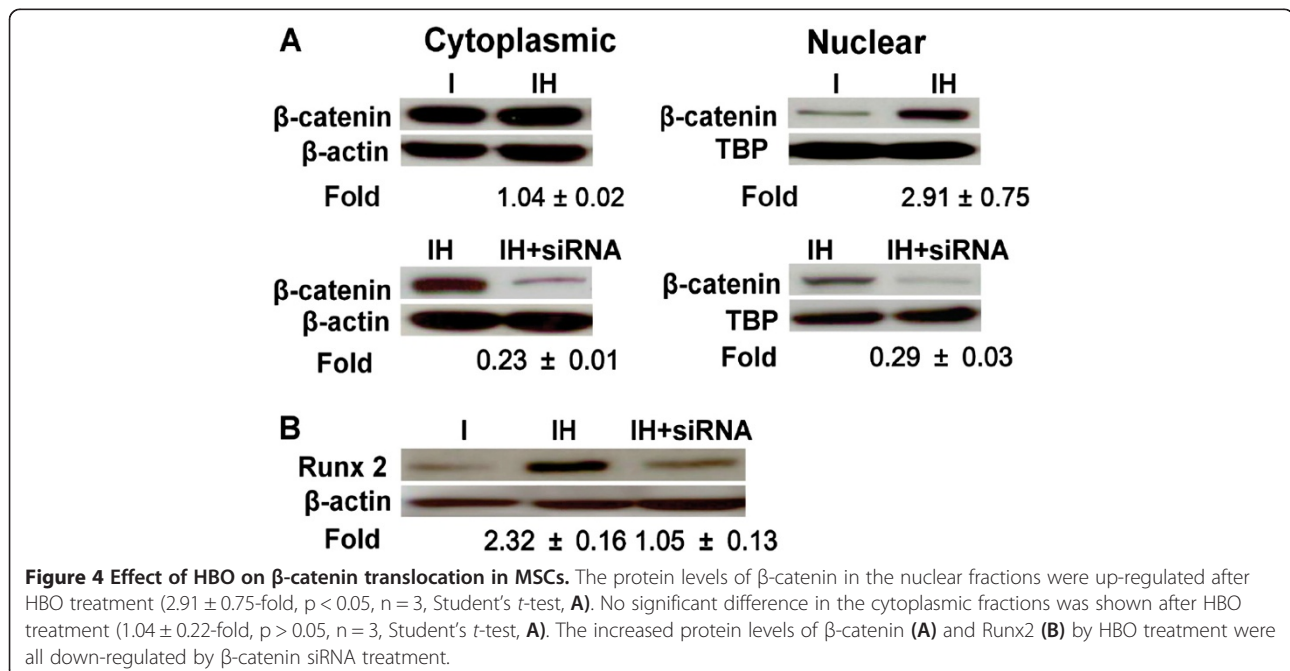 A Cytoplasmic Nuclear
I IH I IH
β-catenin β-catenin
β-actin TBP
Fold 1.04 ± 0.02 Fold 2.91 ± 0.75
IH IH+siRNA IH IH+siRNA
β-catenin β-catenin
β-actin TBP
Fold 0.23 ± 0.01 Fold 0.29 ± 0.03
B I IH IH+siRNA
Runx 2
β-actin
Fold 2.32 ± 0.16 1.05 ± 0.13
Figure 4 Effect of HBO on β-catenin translocation in MSCs. The protein levels of β-catenin in the nuclear fractions were up-regulated after
HBO treatment (2.91 ± 0.75-fold, p < 0.05, n = 3, Student's t-test, A). No significant difference in the cytoplasmic fractions was shown after HBO
treatment (1.04 ± 0.22-fold, p > 0.05, n = 3, Student's t-test, A). The increased protein levels of β-catenin (A) and Runx2 (B) by HBO treatment were
all down-regulated by β-catenin siRNA treatment.